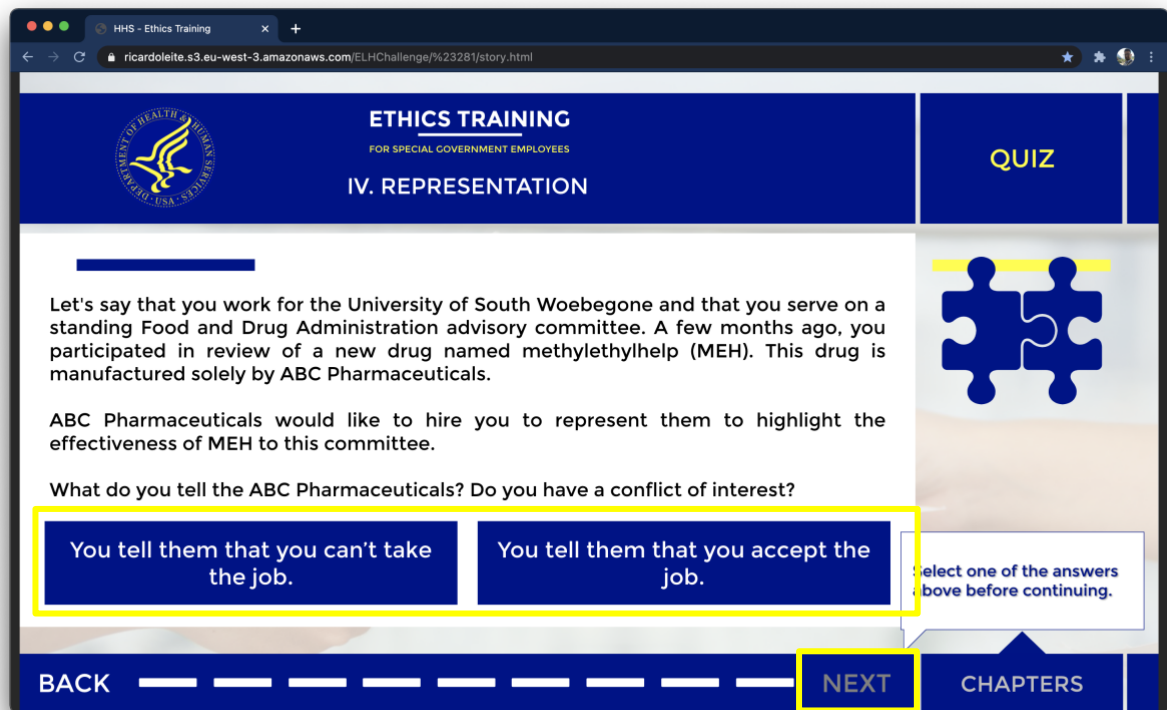 HHS - Ethics Training
ricardoleite.s3.eu-west-3.amazonaws.com/ELHChallenge/%23281/story.html
DEPARTMENT OF HEALTH & HUMAN SERVICES · USA
ETHICS TRAINING
FOR SPECIAL GOVERNMENT EMPLOYEES
IV. REPRESENTATION
QUIZ
Let's say that you work for the University of South Woebegone and that you serve on a
standing Food and Drug Administration advisory committee. A few months ago, you
participated in review of a new drug named methylethylhelp (MEH). This drug is
manufactured solely by ABC Pharmaceuticals.
ABC Pharmaceuticals would like to hire you to represent them to highlight the
effectiveness of MEH to this committee.
What do you tell the ABC Pharmaceuticals? Do you have a conflict of interest?
You tell them that you can't take
the job.
You tell them that you accept the
job.
Select one of the answers
above before continuing.
BACK
NEXT
CHAPTERS